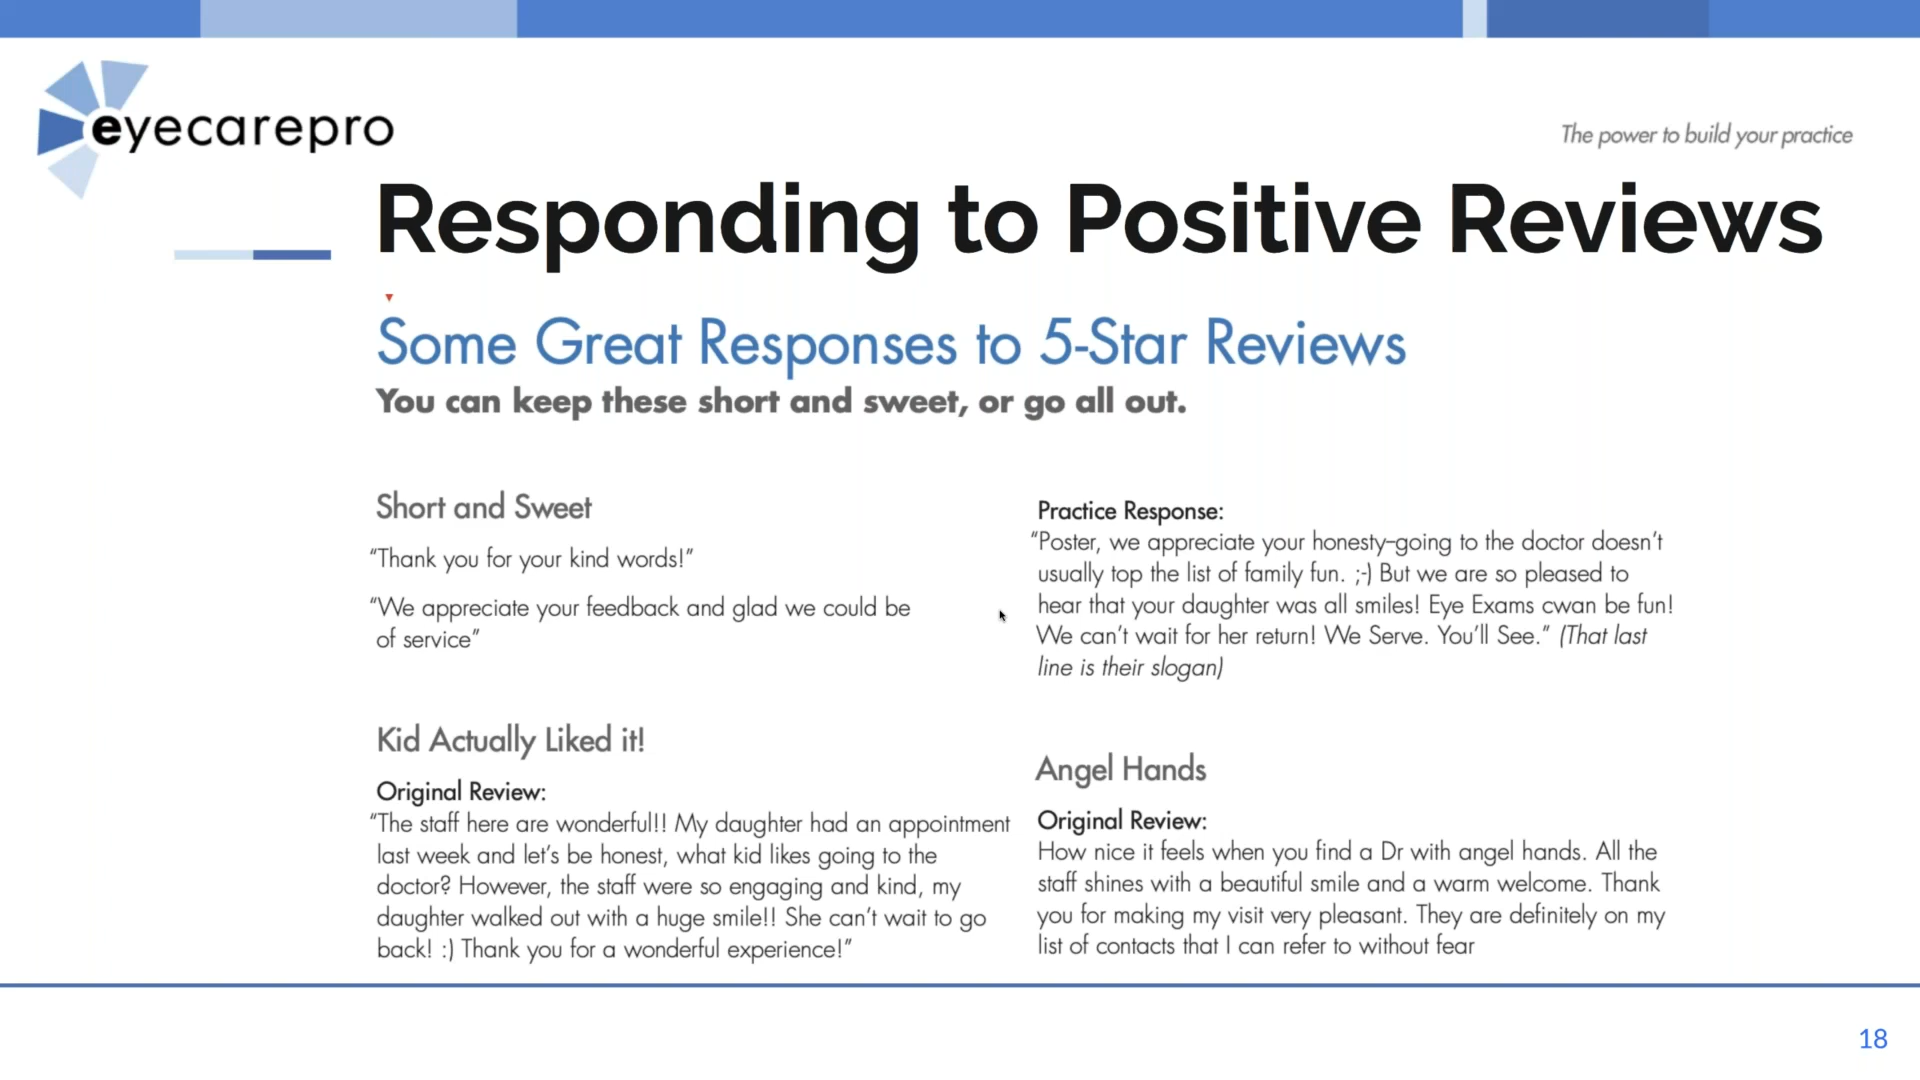 eyecarepro
The power to build your practice
Responding to Positive Reviews
Some Great Responses to 5-Star Reviews
You can keep these short and sweet, or go all out.
Short and Sweet
“Thank you for your kind words!”
“We appreciate your feedback and glad we could be
of service”
Kid Actually Liked it!
Original Review:
“The staff here are wonderful!! My daughter had an appointment
last week and let’s be honest, what kid likes going to the
doctor? However, the staff were so engaging and kind, my
daughter walked out with a huge smile!! She can’t wait to go
back! :) Thank you for a wonderful experience!”
Practice Response:
“Poster, we appreciate your honesty–going to the doctor doesn’t
usually top the list of family fun. ;-) But we are so pleased to
hear that your daughter was all smiles! Eye Exams cwan be fun!
We can’t wait for her return! We Serve. You’ll See.” (That last
line is their slogan)
Angel Hands
Original Review:
How nice it feels when you find a Dr with angel hands. All the
staff shines with a beautiful smile and a warm welcome. Thank
you for making my visit very pleasant. They are definitely on my
list of contacts that I can refer to without fear
18